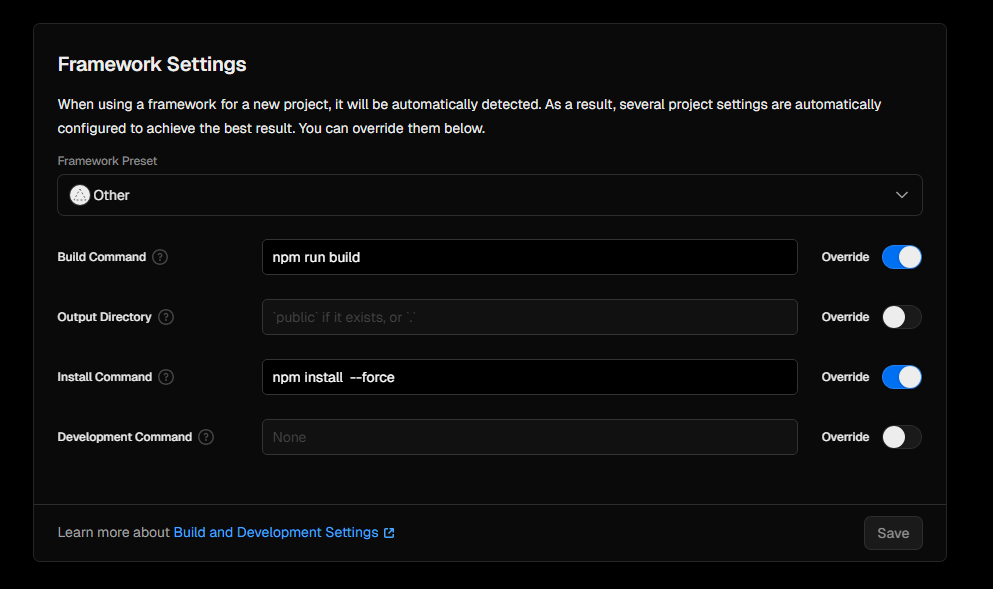 Framework Settings
When using a framework for a new project, it will be automatically detected. As a result, several project settings are automatically
configured to achieve the best result. You can override them below.
Framework Preset
Other
Build Command ?
npm run build
Override
Output Directory ?
`public` if it exists, or `.`
Override
Install Command ?
npm install  --force
Override
Development Command ?
None
Override
Learn more about Build and Development Settings
Save